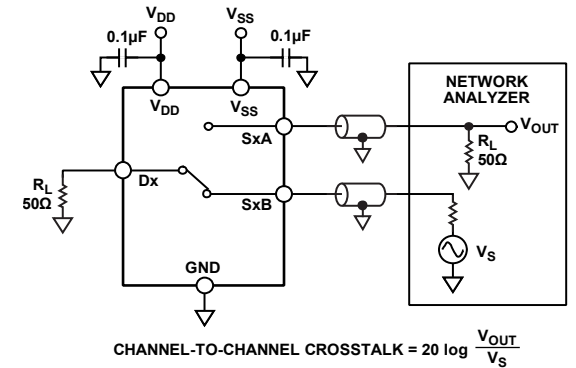 VDD
VSS
0.1µF
0.1µF
VDD
VSS
NETWORK
ANALYZER
SxA
VOUT
RL
50Ω
RL
50Ω
Dx
SxB
VS
GND
CHANNEL-TO-CHANNEL CROSSTALK = 20 log VOUT
VS